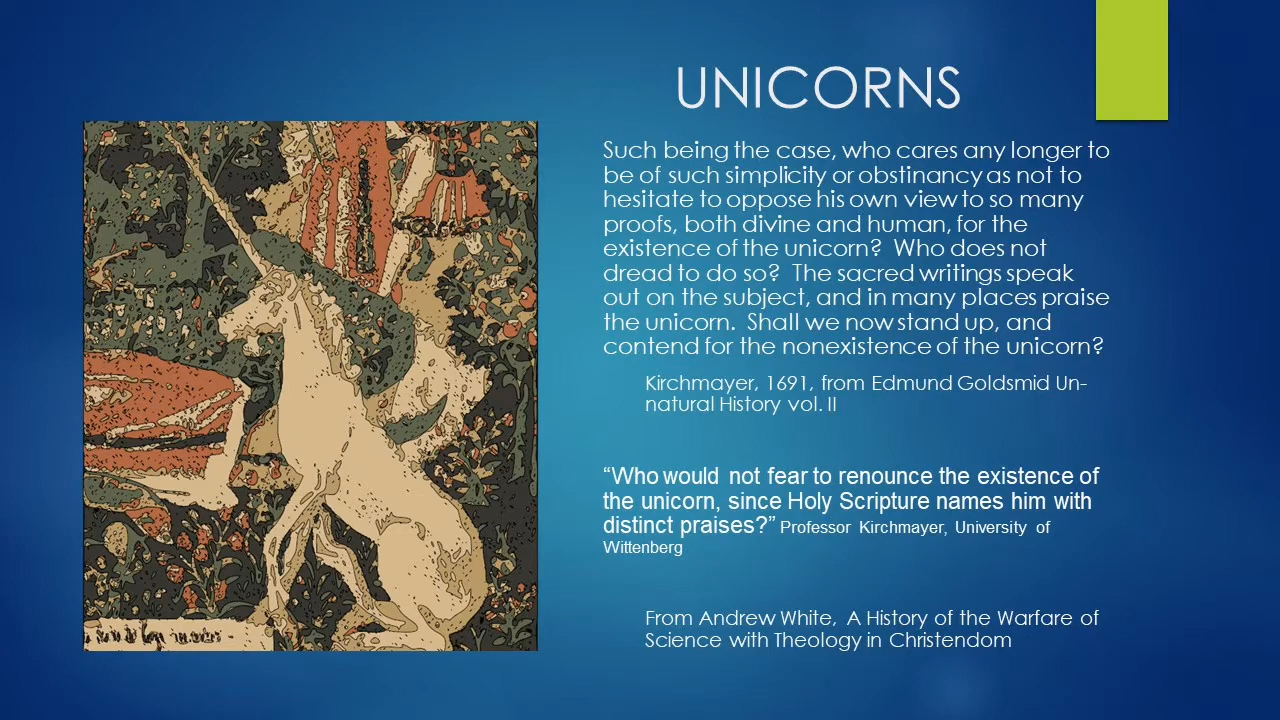 UNICORNS
Such being the case, who cares any longer to
be of such simplicity or obstinancy as not to
hesitate to oppose his own view to so many
proofs, both divine and human, for the
existence of the unicorn?  Who does not
dread to do so?  The sacred writings speak
out on the subject, and in many places praise
the unicorn.  Shall we now stand up, and
contend for the nonexistence of the unicorn?
Kirchmayer, 1691, from Edmund Goldsmid Un-
natural History vol. II
“Who would not fear to renounce the existence of
the unicorn, since Holy Scripture names him with
distinct praises?” Professor Kirchmayer, University of
Wittenberg
From Andrew White, A History of the Warfare of
Science with Theology in Christendom